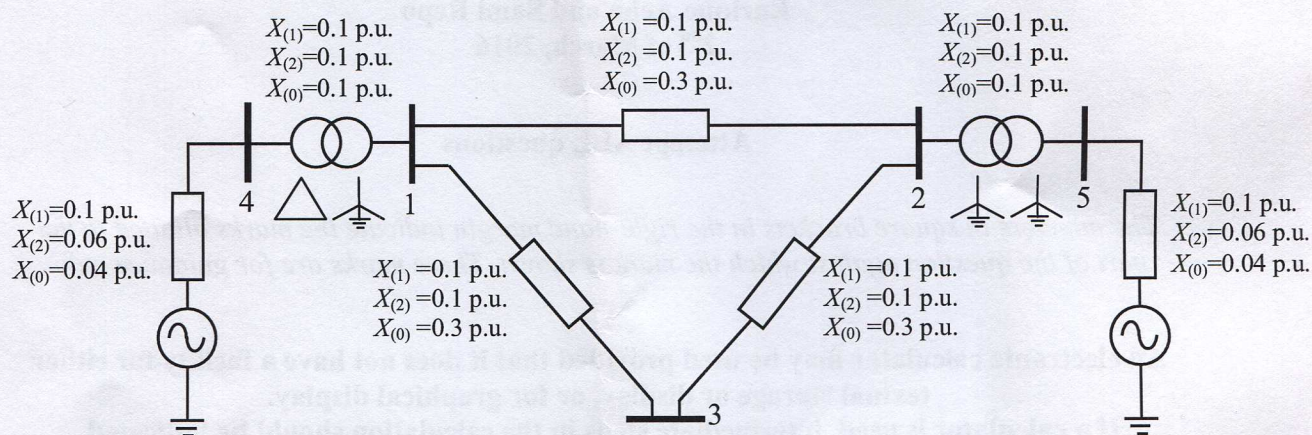 X(1)=0.1 p.u.
X(2)=0.1 p.u.
X(0)=0.1 p.u.
X(1) =0.1 p.u.
X(2) =0.1 p.u.
X(0) =0.3 p.u.
X(1)=0.1 p.u.
X(2)=0.1 p.u.
X(0)=0.1 p.u.
4
1
2
5
X(1)=0.1 p.u.
X(2)=0.06 p.u.
X(0)=0.04 p.u.
X(1) =0.1 p.u.
X(2) =0.1 p.u.
X(0) =0.3 p.u.
X(1) =0.1 p.u.
X(2) =0.1 p.u.
X(0) =0.3 p.u.
X(1)=0.1 p.u.
X(2)=0.06 p.u.
X(0)=0.04 p.u.
3